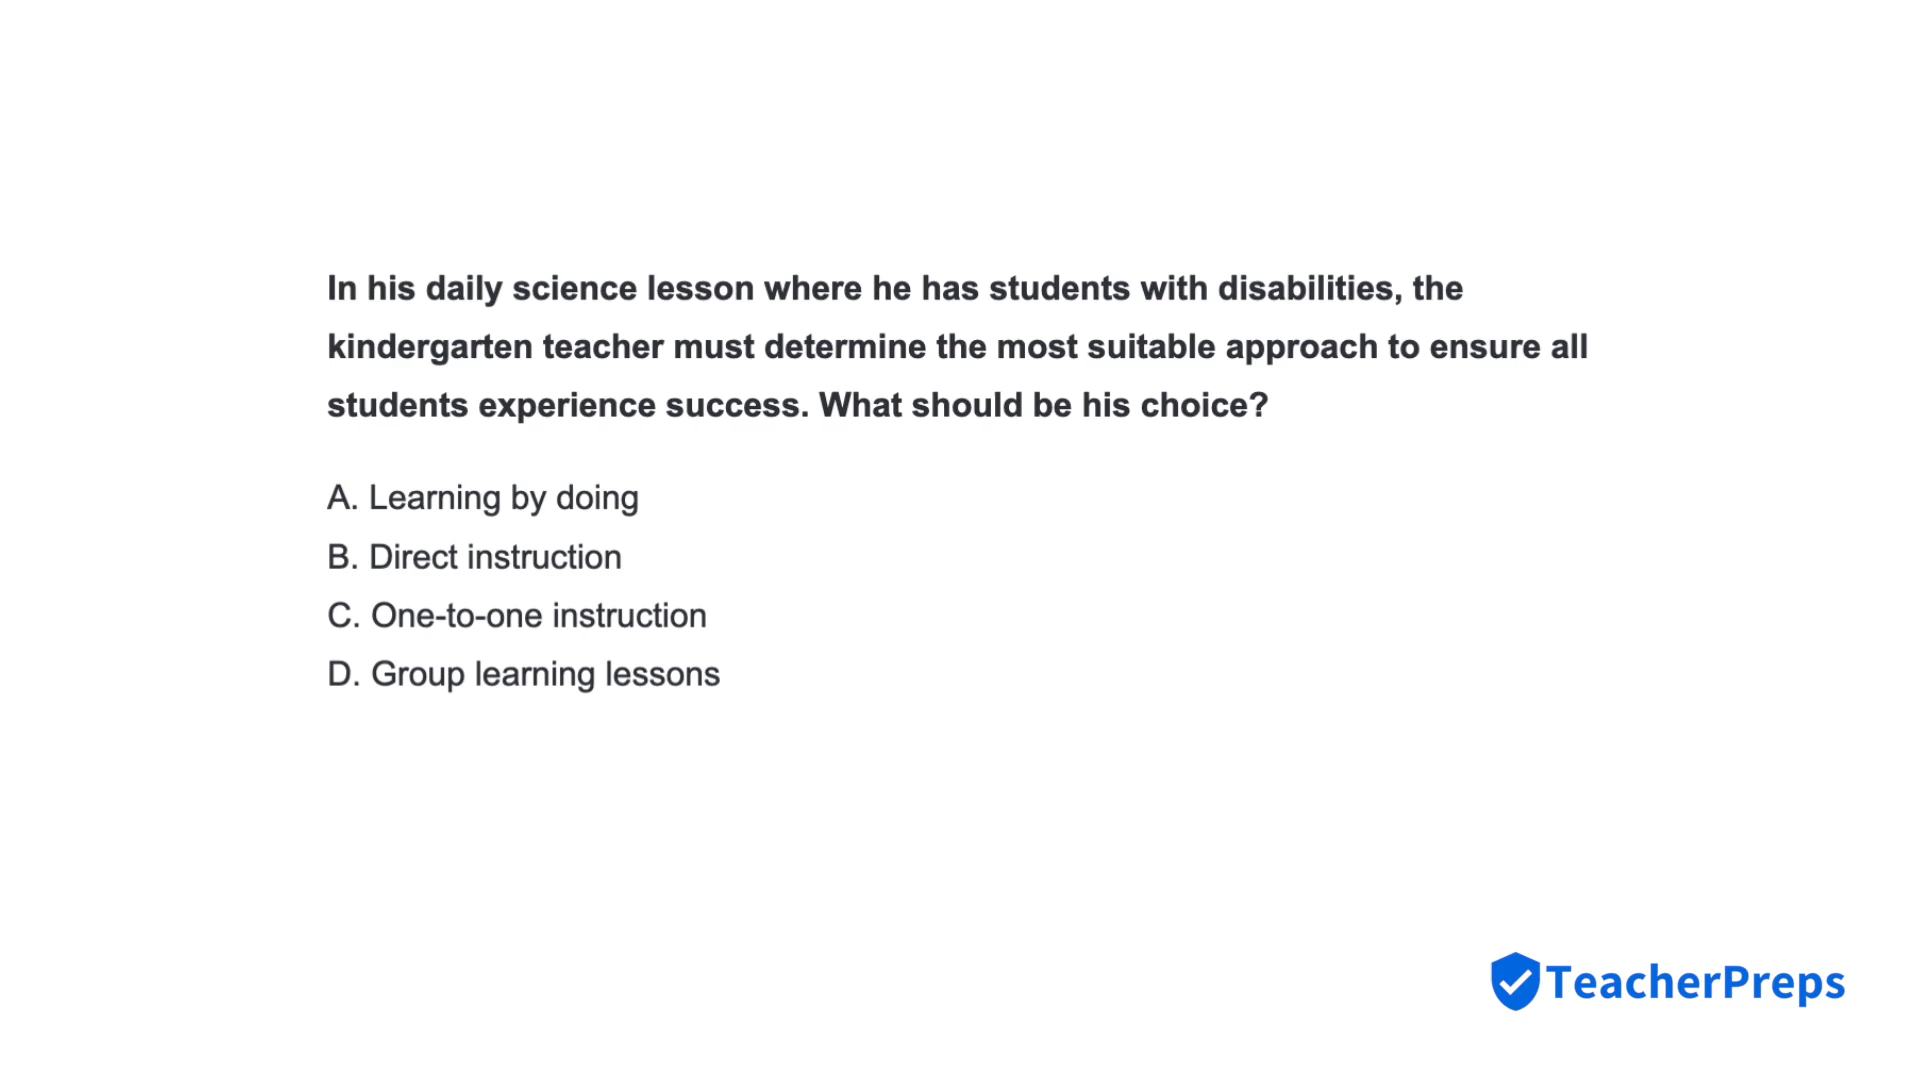 In his daily science lesson where he has students with disabilities, the
kindergarten teacher must determine the most suitable approach to ensure all
students experience success. What should be his choice?
A. Learning by doing
B. Direct instruction
C. One-to-one instruction
D. Group learning lessons
TeacherPreps